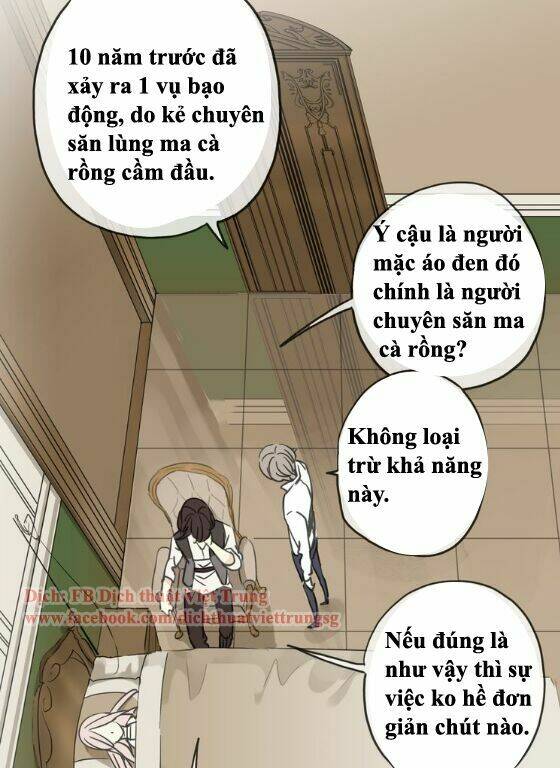 10 năm trước đã
xảy ra 1 vụ bạo
động, do kẻ chuyên
săn lùng ma cà
rồng cầm đầu.
Ý cậu là người
mặc áo đen đó
chính là người
chuyên săn ma
cà rồng?
Không loại
trừ khả năng
này.
Dịch: FB Dịch thuật Việt Trung
www.facebook.com/dichthuatviettrungsg
Nếu đúng là
như vậy thì sự
việc ko hề đơn
giản chút nào.